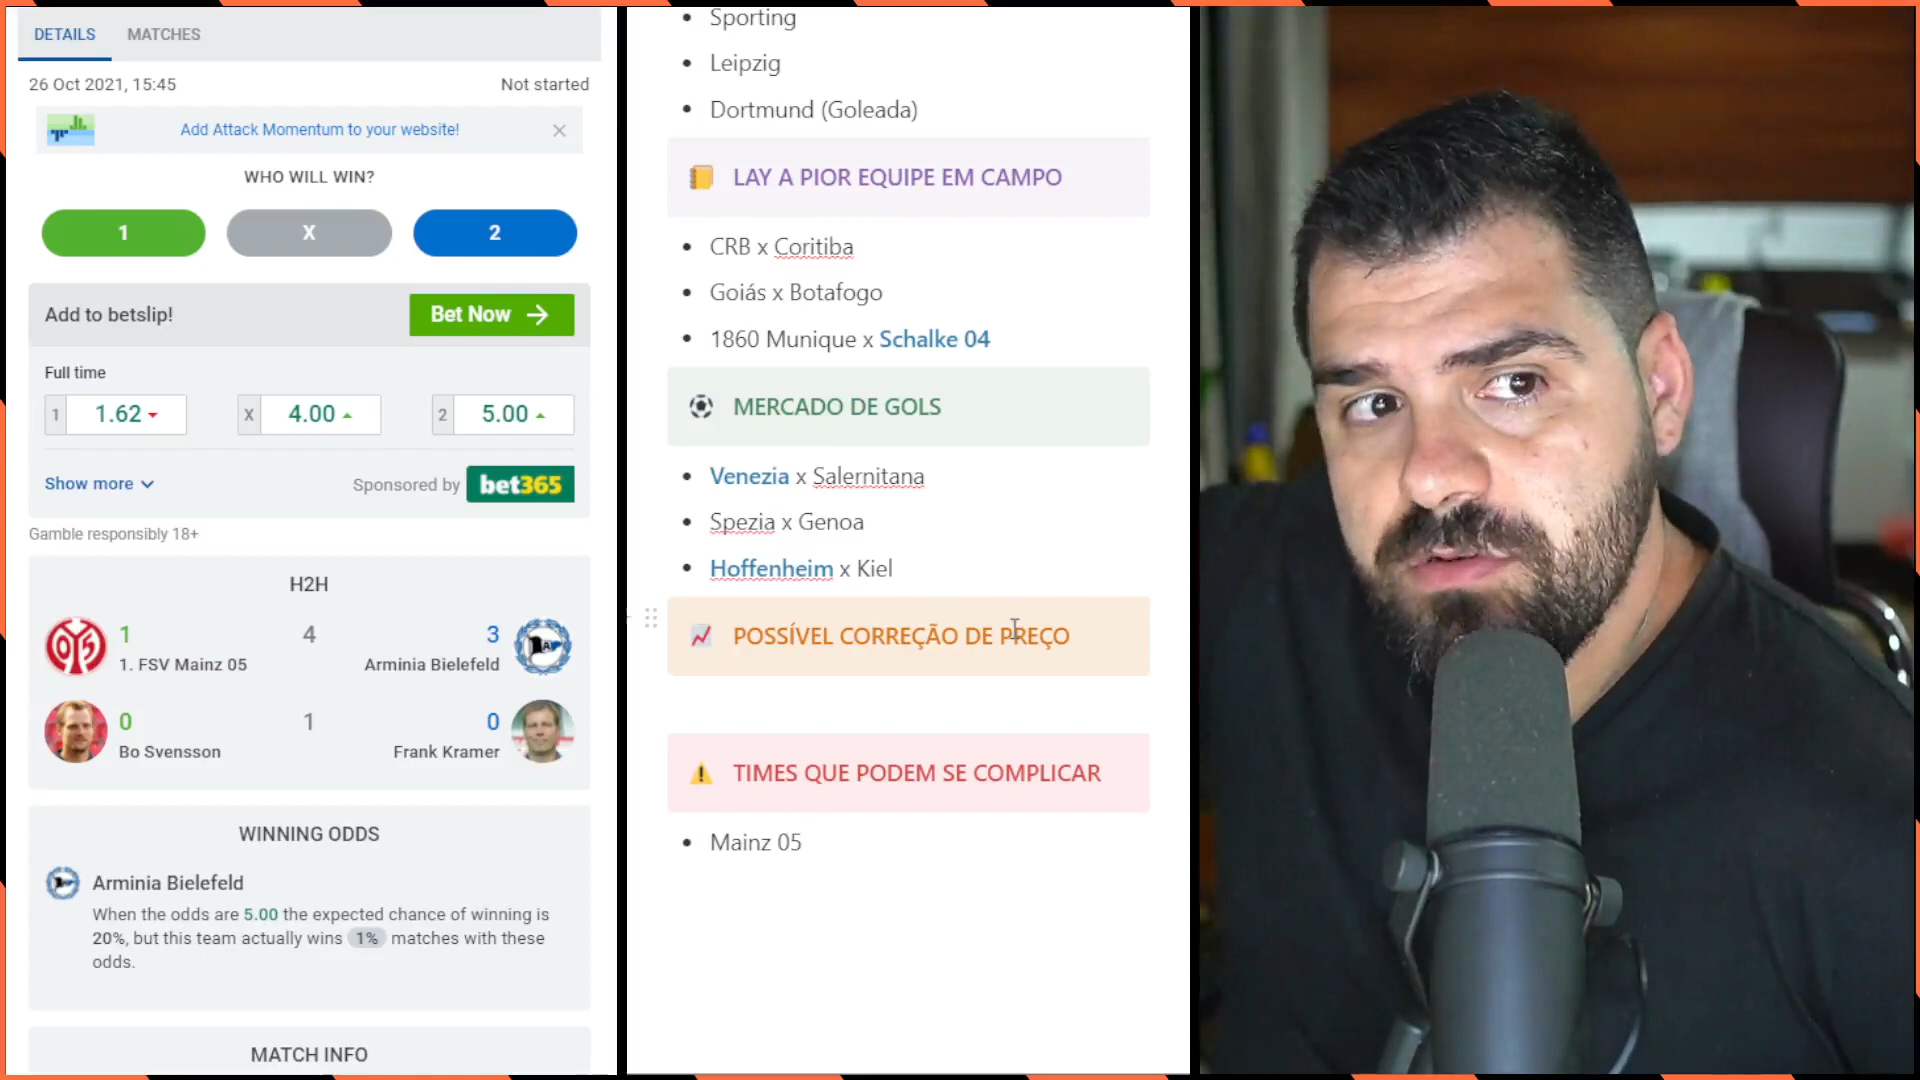 DETAILS MATCHES
26 Oct 2021, 15:45 Not started
Add Attack Momentum to your website!
WHO WILL WIN?
1 X 2
Add to betslip! Bet Now
Full time
1 1.62 X 4.00 2 5.00
Show more Sponsored by bet365
Gamble responsibly 18+
H2H
1 4 3
1. FSV Mainz 05 Arminia Bielefeld
0 1 0
Bo Svensson Frank Kramer
WINNING ODDS
Arminia Bielefeld
When the odds are 5.00 the expected chance of winning is
20%, but this team actually wins 1% matches with these
odds.
MATCH INFO
Sporting
Leipzig
Dortmund (Goleada)
LAY A PIOR EQUIPE EM CAMPO
CRB x Coritiba
Goiás x Botafogo
1860 Munique x Schalke 04
MERCADO DE GOLS
Venezia x Salernitana
Spezia x Genoa
Hoffenheim x Kiel
POSSÍVEL CORREÇÃO DE PREÇO
TIMES QUE PODEM SE COMPLICAR
Mainz 05